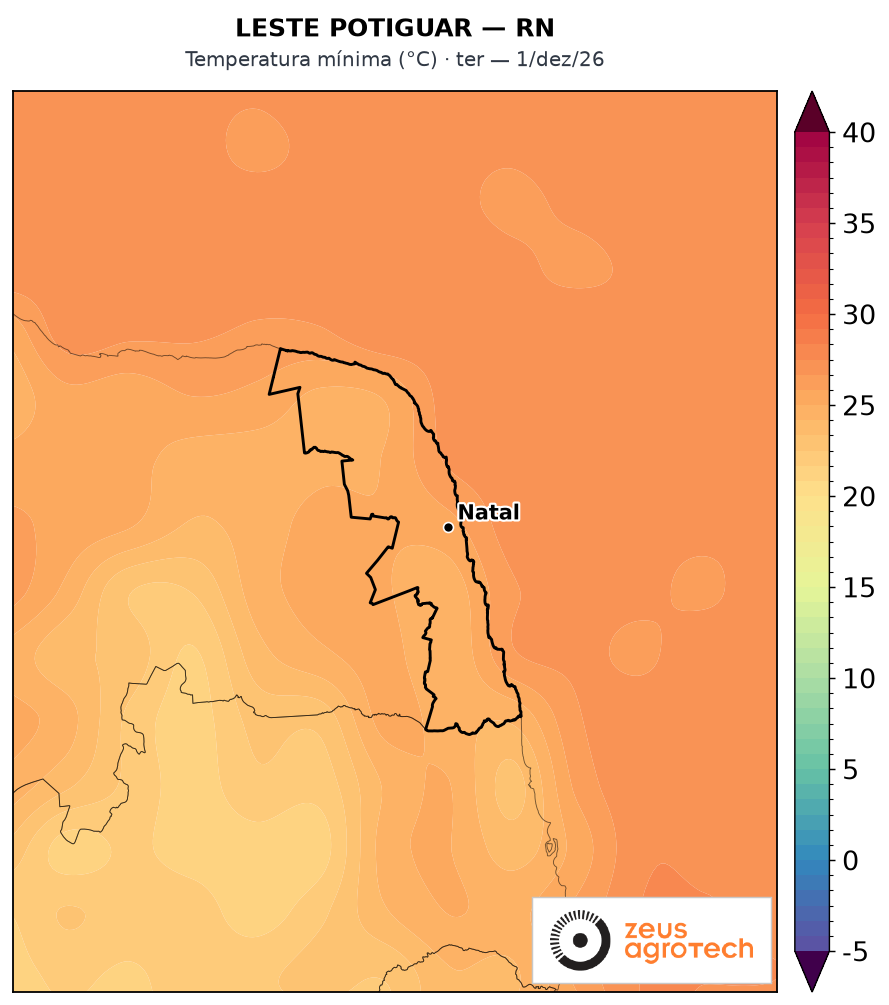 LESTE POTIGUAR — RN
Temperatura mínima (°C) · ter — 1/dez/26
40
35
30
25
20
15
10
5
0
-5
Natal
zeus
agrotech